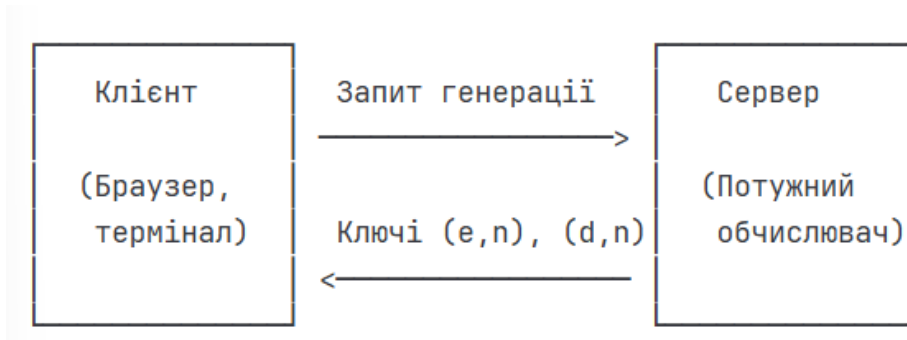 Клієнт Запит генерації Сервер
(Браузер, (Потужний
термінал) Ключі (e,n), (d,n) обчислювач)